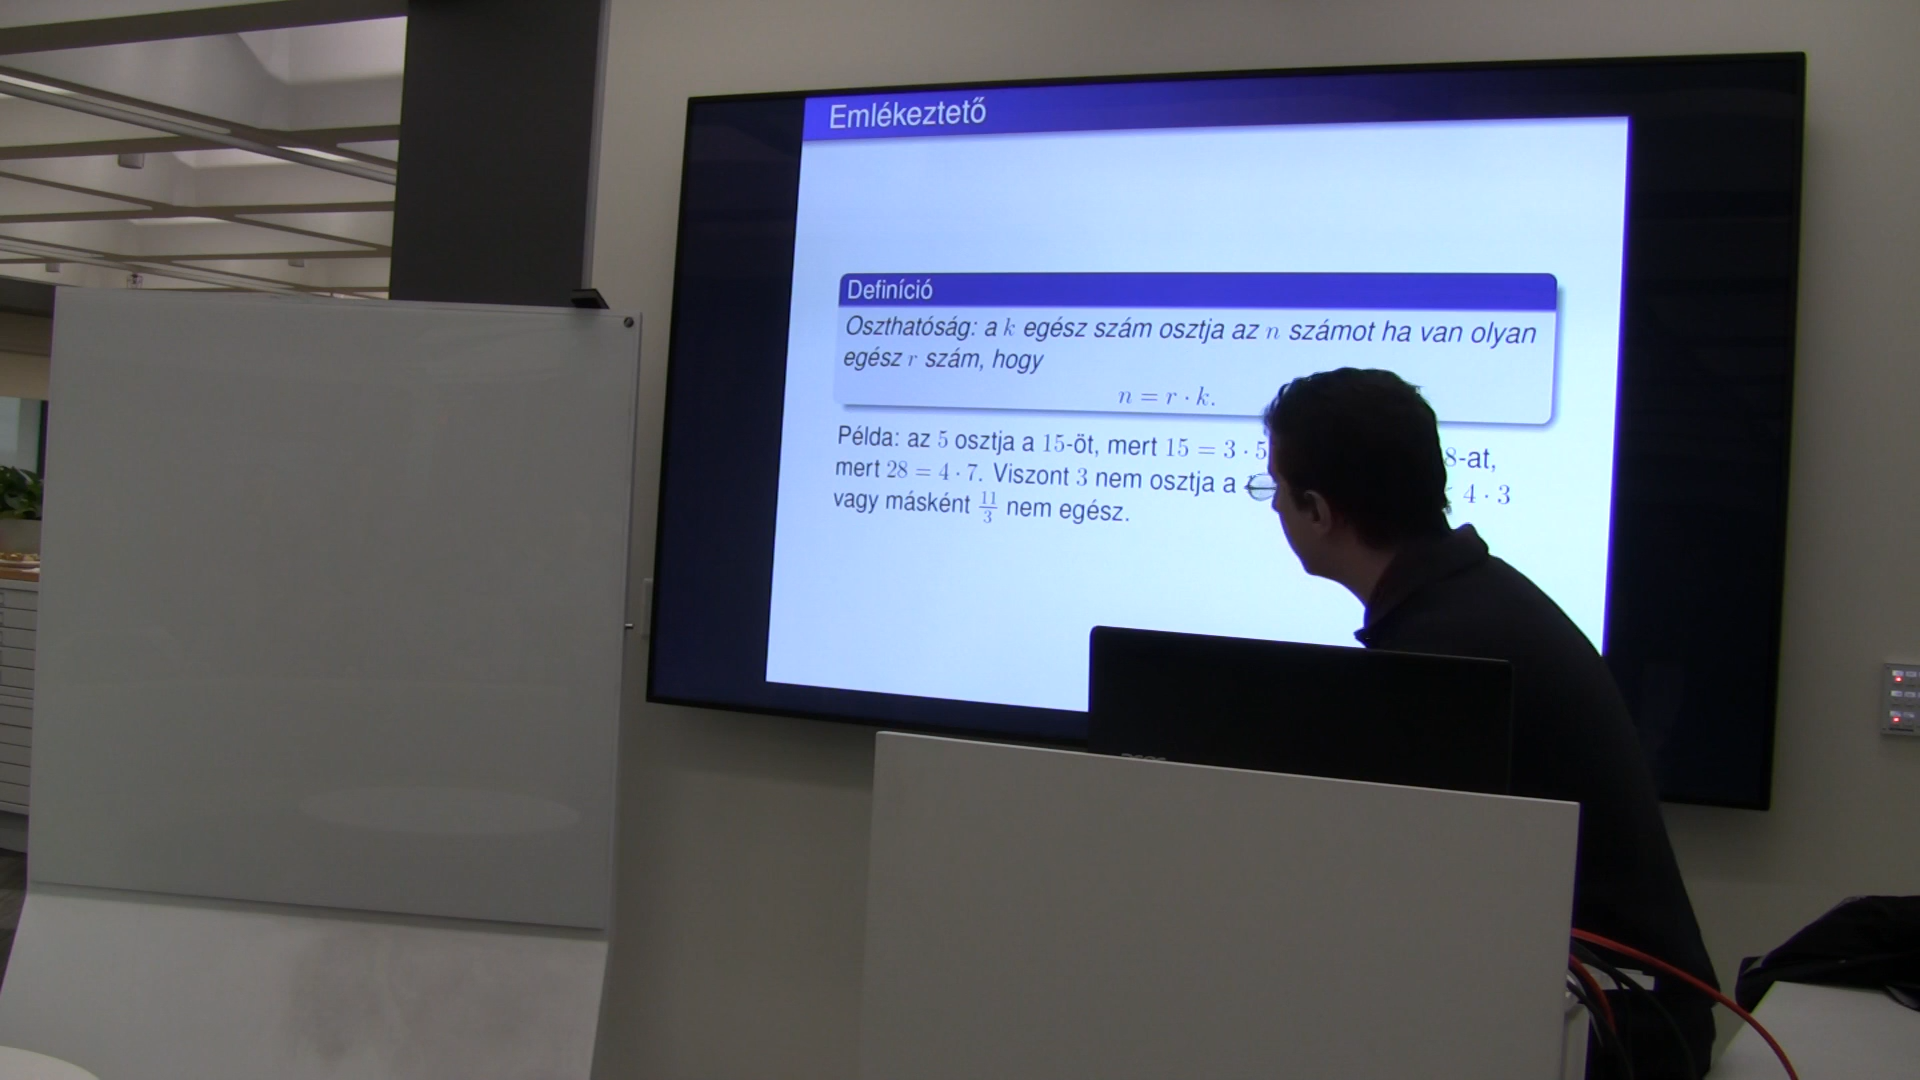 Emlékeztető
Definíció
Oszthatóság: a k egész szám osztja az n számot ha van olyan
egész r szám, hogy
n = r · k.
Példa: az 5 osztja a 15-öt, mert 15 = 3 · 5 8-at,
mert 28 = 4 · 7. Viszont 3 nem osztja a 4 · 3
vagy másként 11/3 nem egész.